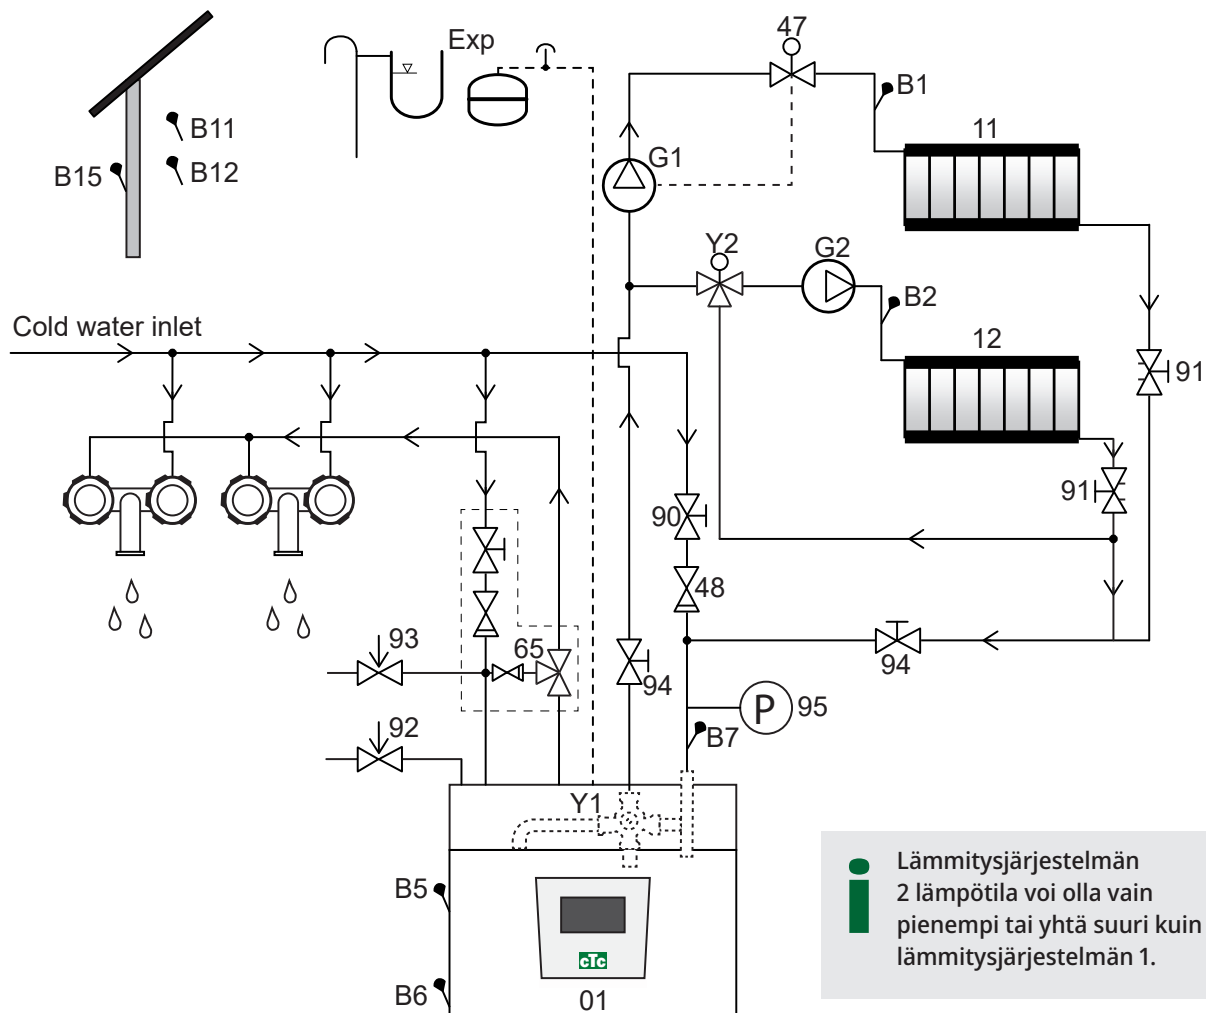 47
Exp
B1
B11
11
G1
B12
B15
Y2
G2
B2
Cold water inlet
12
91
91
90
48
93
65
94
94
P
95
92
B7
Y1
B5
cTc
B6
01
Lämmitysjärjestelmän
2 lämpötila voi olla vain
pienempi tai yhtä suuri kuin
lämmitysjärjestelmän 1.